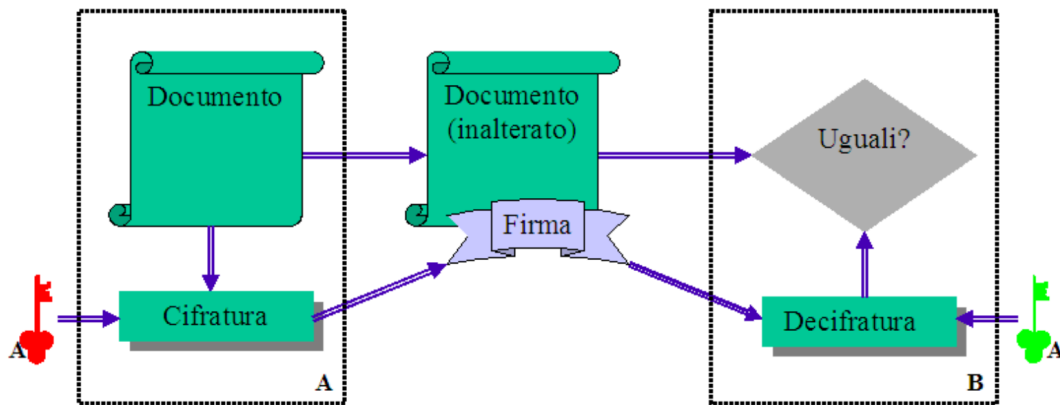 Documento
Documento
(inalterato)
Uguali?
Firma
Cifratura
Decifratura
A
A
A
B